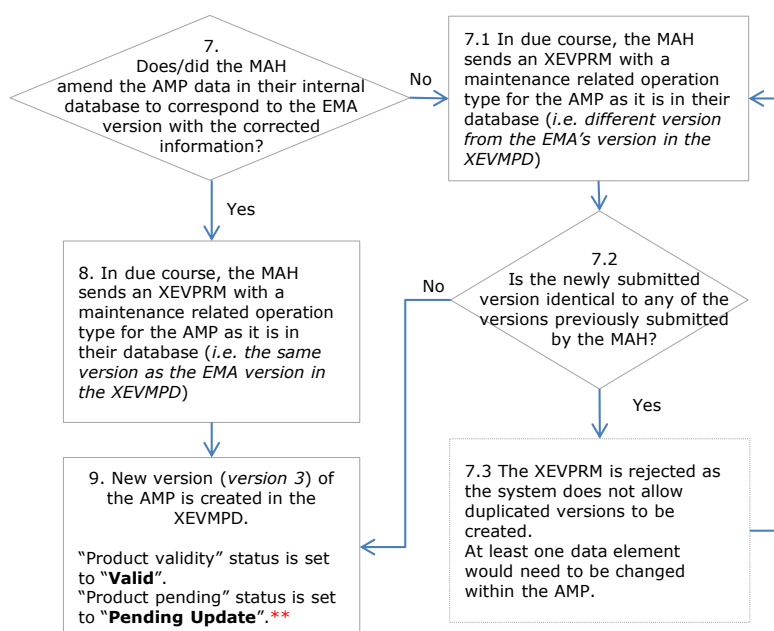 7.
Does/did the MAH
amend the AMP data in their internal
database to correspond to the EMA
version with the corrected
information?
No
7.1 In due course, the MAH
sends an XEVPRM with a
maintenance related operation
type for the AMP as it is in their
database (i.e. different version
from the EMA's version in the
XEVMPD)
Yes
8. In due course, the MAH
sends an XEVPRM with a
maintenance related operation
type for the AMP as it is in
their database (i.e. the same
version as the EMA version in
the XEVMPD)
No
7.2
Is the newly submitted
version identical to any of the
versions previously submitted
by the MAH?
Yes
9. New version (version 3) of
the AMP is created in the
XEVMPD.
"Product validity" status is set
to "Valid".
"Product pending" status is set
to "Pending Update".**
7.3 The XEVPRM is rejected as
the system does not allow
duplicated versions to be
created.
At least one data element
would need to be changed
within the AMP.